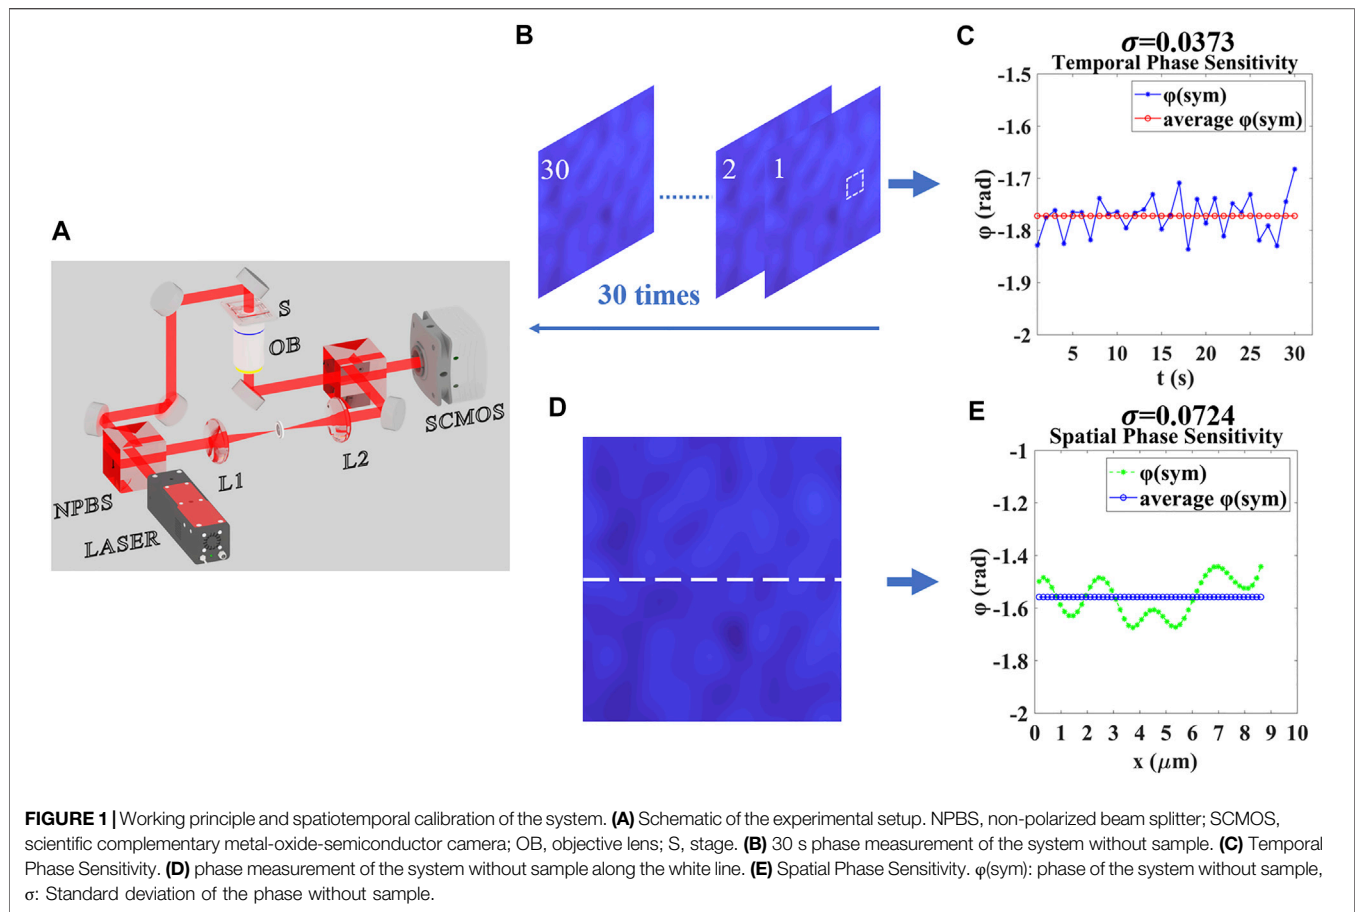 A
S
OB
SCMOS
L2
L1
NPBS
LASER
B
30
2
1
30 times
C
σ=0.0373
Temporal Phase Sensitivity
-1.5
-1.6
-1.7
-1.8
-1.9
-2
φ (rad)
φ(sym)
average φ(sym)
5 10 15 20 25 30
t (s)
D
E
σ=0.0724
Spatial Phase Sensitivity
-1
-1.2
-1.4
-1.6
-1.8
-2
φ (rad)
φ(sym)
average φ(sym)
0 1 2 3 4 5 6 7 8 9 10
x (μm)
FIGURE 1 | Working principle and spatiotemporal calibration of the system. (A) Schematic of the experimental setup. NPBS, non-polarized beam splitter; SCMOS,
scientific complementary metal-oxide-semiconductor camera; OB, objective lens; S, stage. (B) 30 s phase measurement of the system without sample. (C) Temporal
Phase Sensitivity. (D) phase measurement of the system without sample along the white line. (E) Spatial Phase Sensitivity. φ(sym): phase of the system without sample,
σ: Standard deviation of the phase without sample.